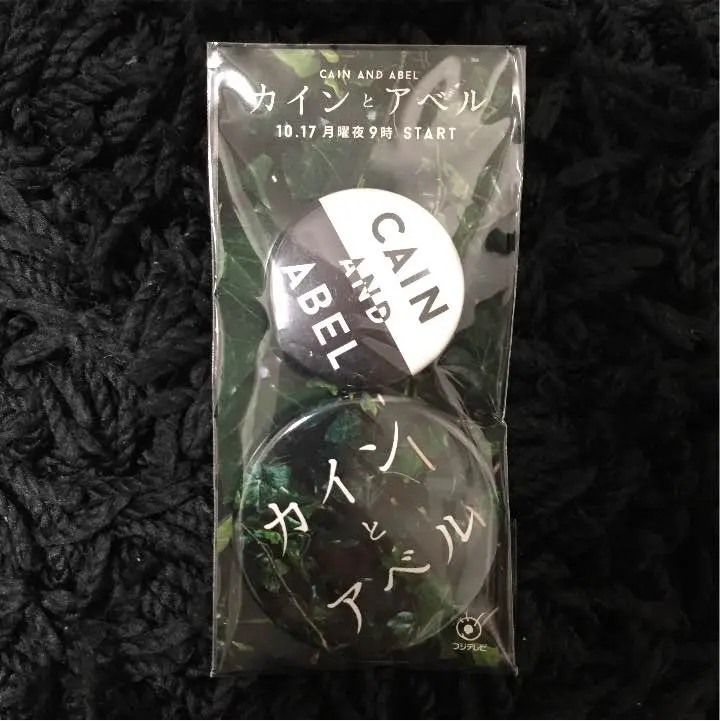 CAIN AND ABEL
カインとアベル
10.17 月曜夜9時 START
CAIN
AND
ABEL
カイン
と
アベル
フジテレビ